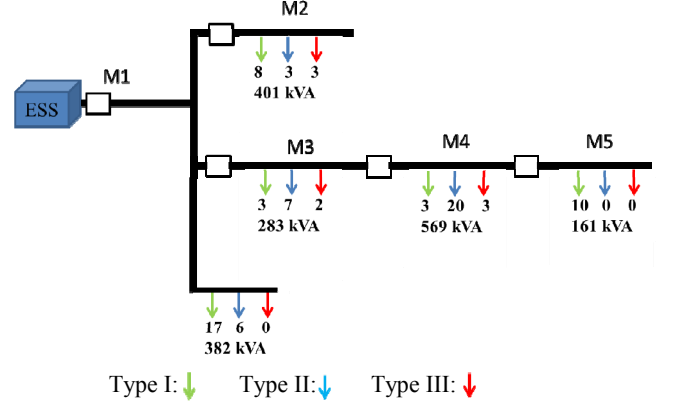 M2
M1
ESS
8 3 3
401 kVA
M3
M4
M5
3 7 2
283 kVA
3 20 3
569 kVA
10 0 0
161 kVA
17 6 0
382 kVA
Type I: Type II: Type III: